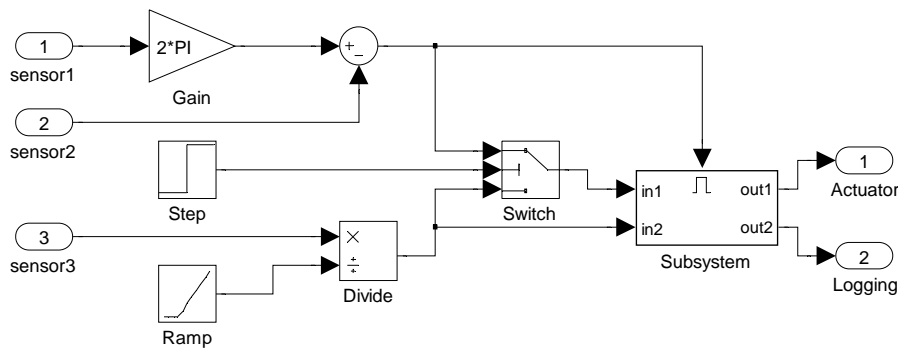 1
sensor1
2*PI
Gain
+
−
2
sensor2
Step
Switch
3
sensor3
×
÷
Divide
Ramp
in1
in2
out1
out2
Subsystem
1
Actuator
2
Logging